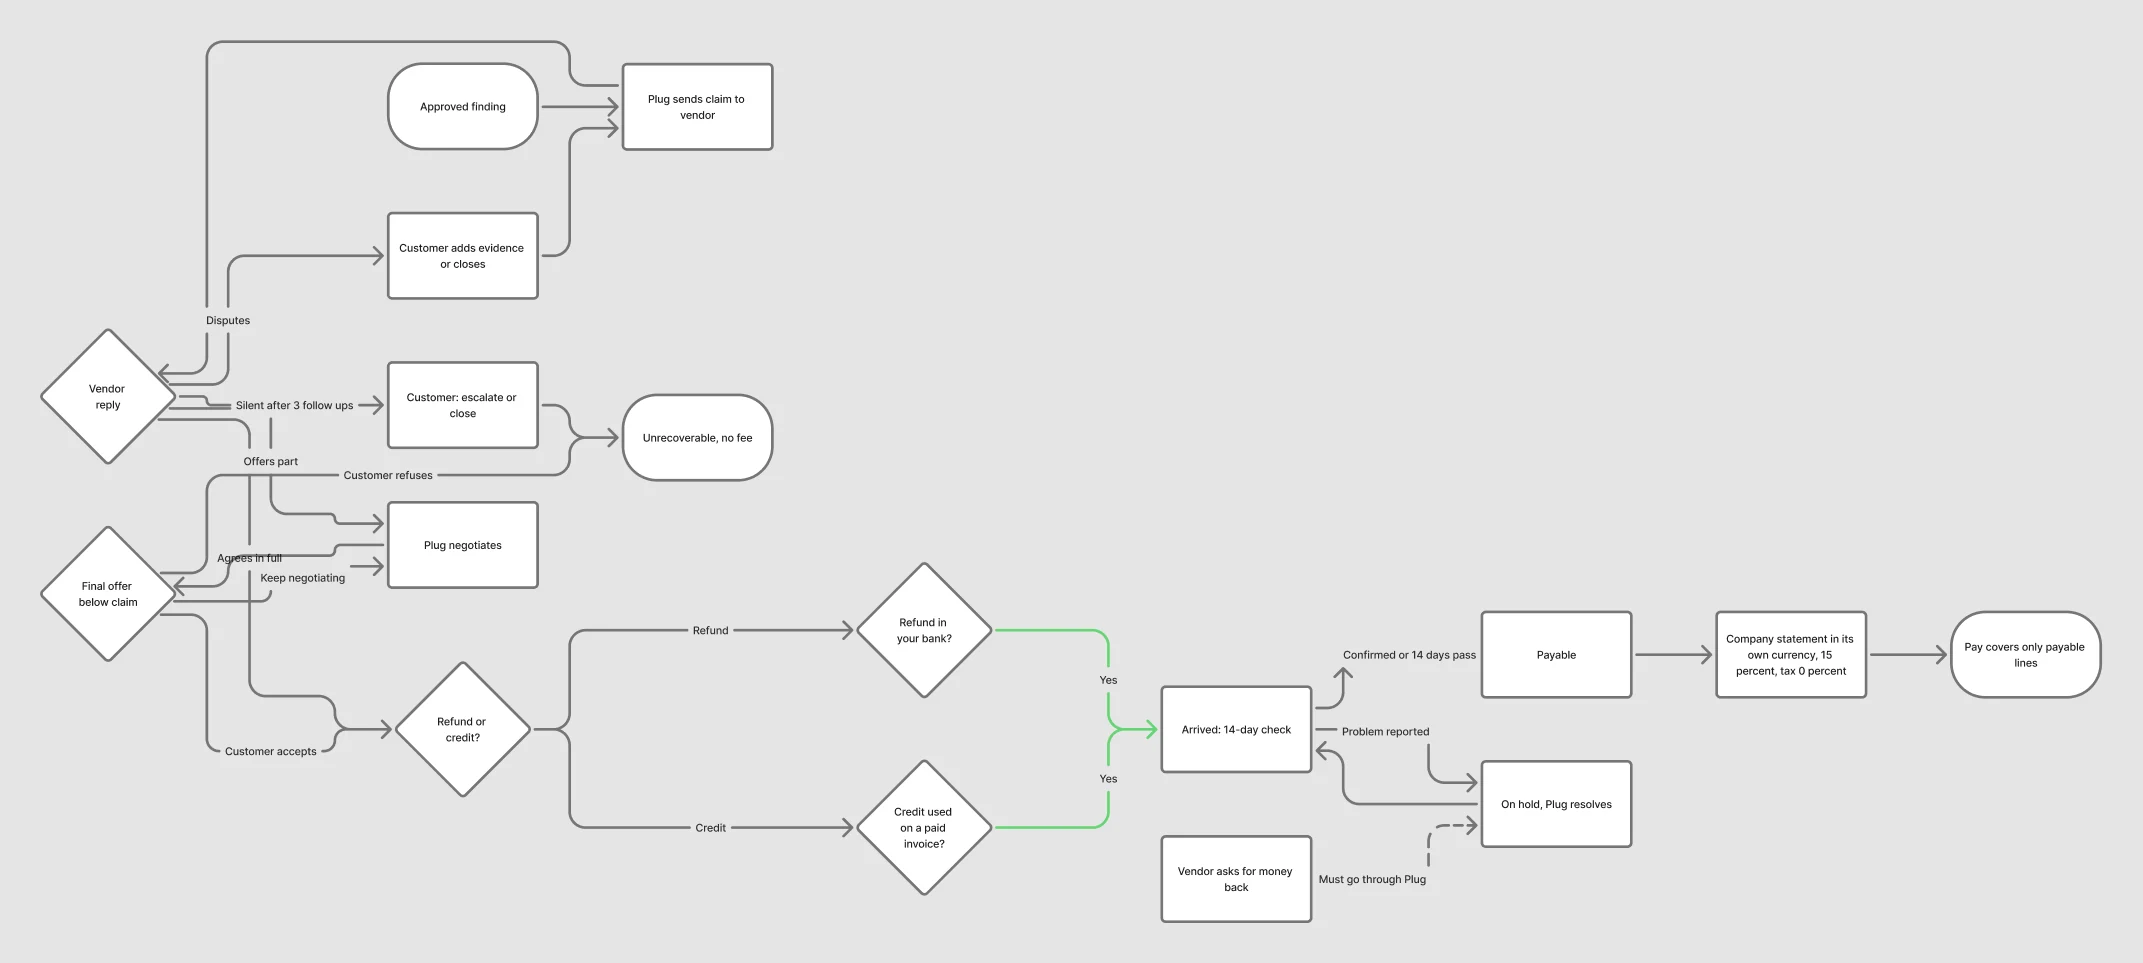 Approved finding
Plug sends claim to
vendor
Customer adds evidence
or closes
Disputes
Vendor
reply
Silent after 3 follow ups
Customer: escalate or
close
Unrecoverable, no fee
Offers part
Customer refuses
Plug negotiates
Agrees in full
Keep negotiating
Final offer
below claim
Customer accepts
Refund or
credit?
Refund
Refund in
your bank?
Yes
Credit
Credit used
on a paid
invoice?
Yes
Arrived: 14-day check
Confirmed or 14 days pass
Payable
Company statement in its
own currency, 15
percent, tax 0 percent
Pay covers only payable
lines
Problem reported
On hold, Plug resolves
Vendor asks for money
back
Must go through Plug